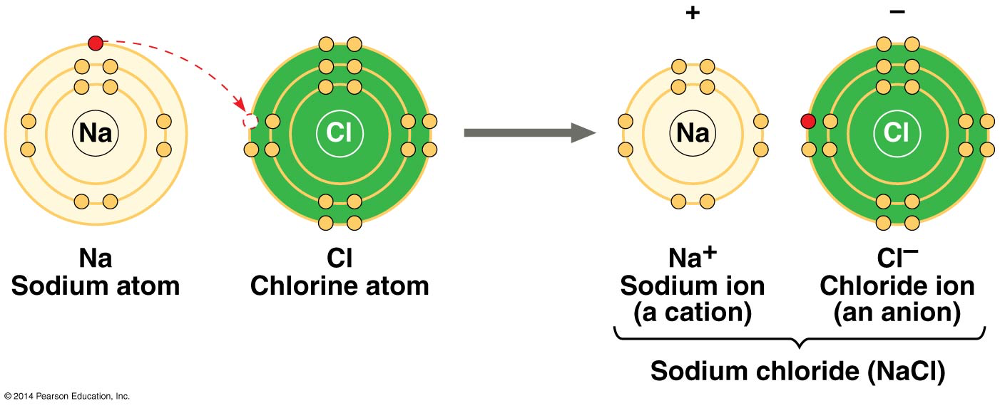 + –
Na Cl Na Cl
Na
Sodium atom
Cl
Chlorine atom
Na+
Sodium ion
(a cation)
Cl–
Chloride ion
(an anion)
Sodium chloride (NaCl)
© 2014 Pearson Education, Inc.